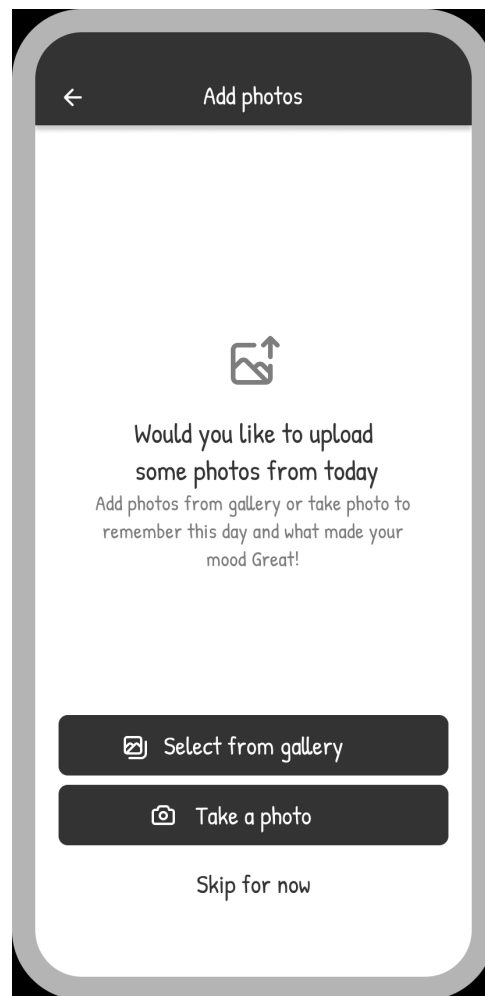 Add photos
Would you like to upload
some photos from today
Add photos from gallery or take photo to
remember this day and what made your
mood Great!
Select from gallery
Take a photo
Skip for now